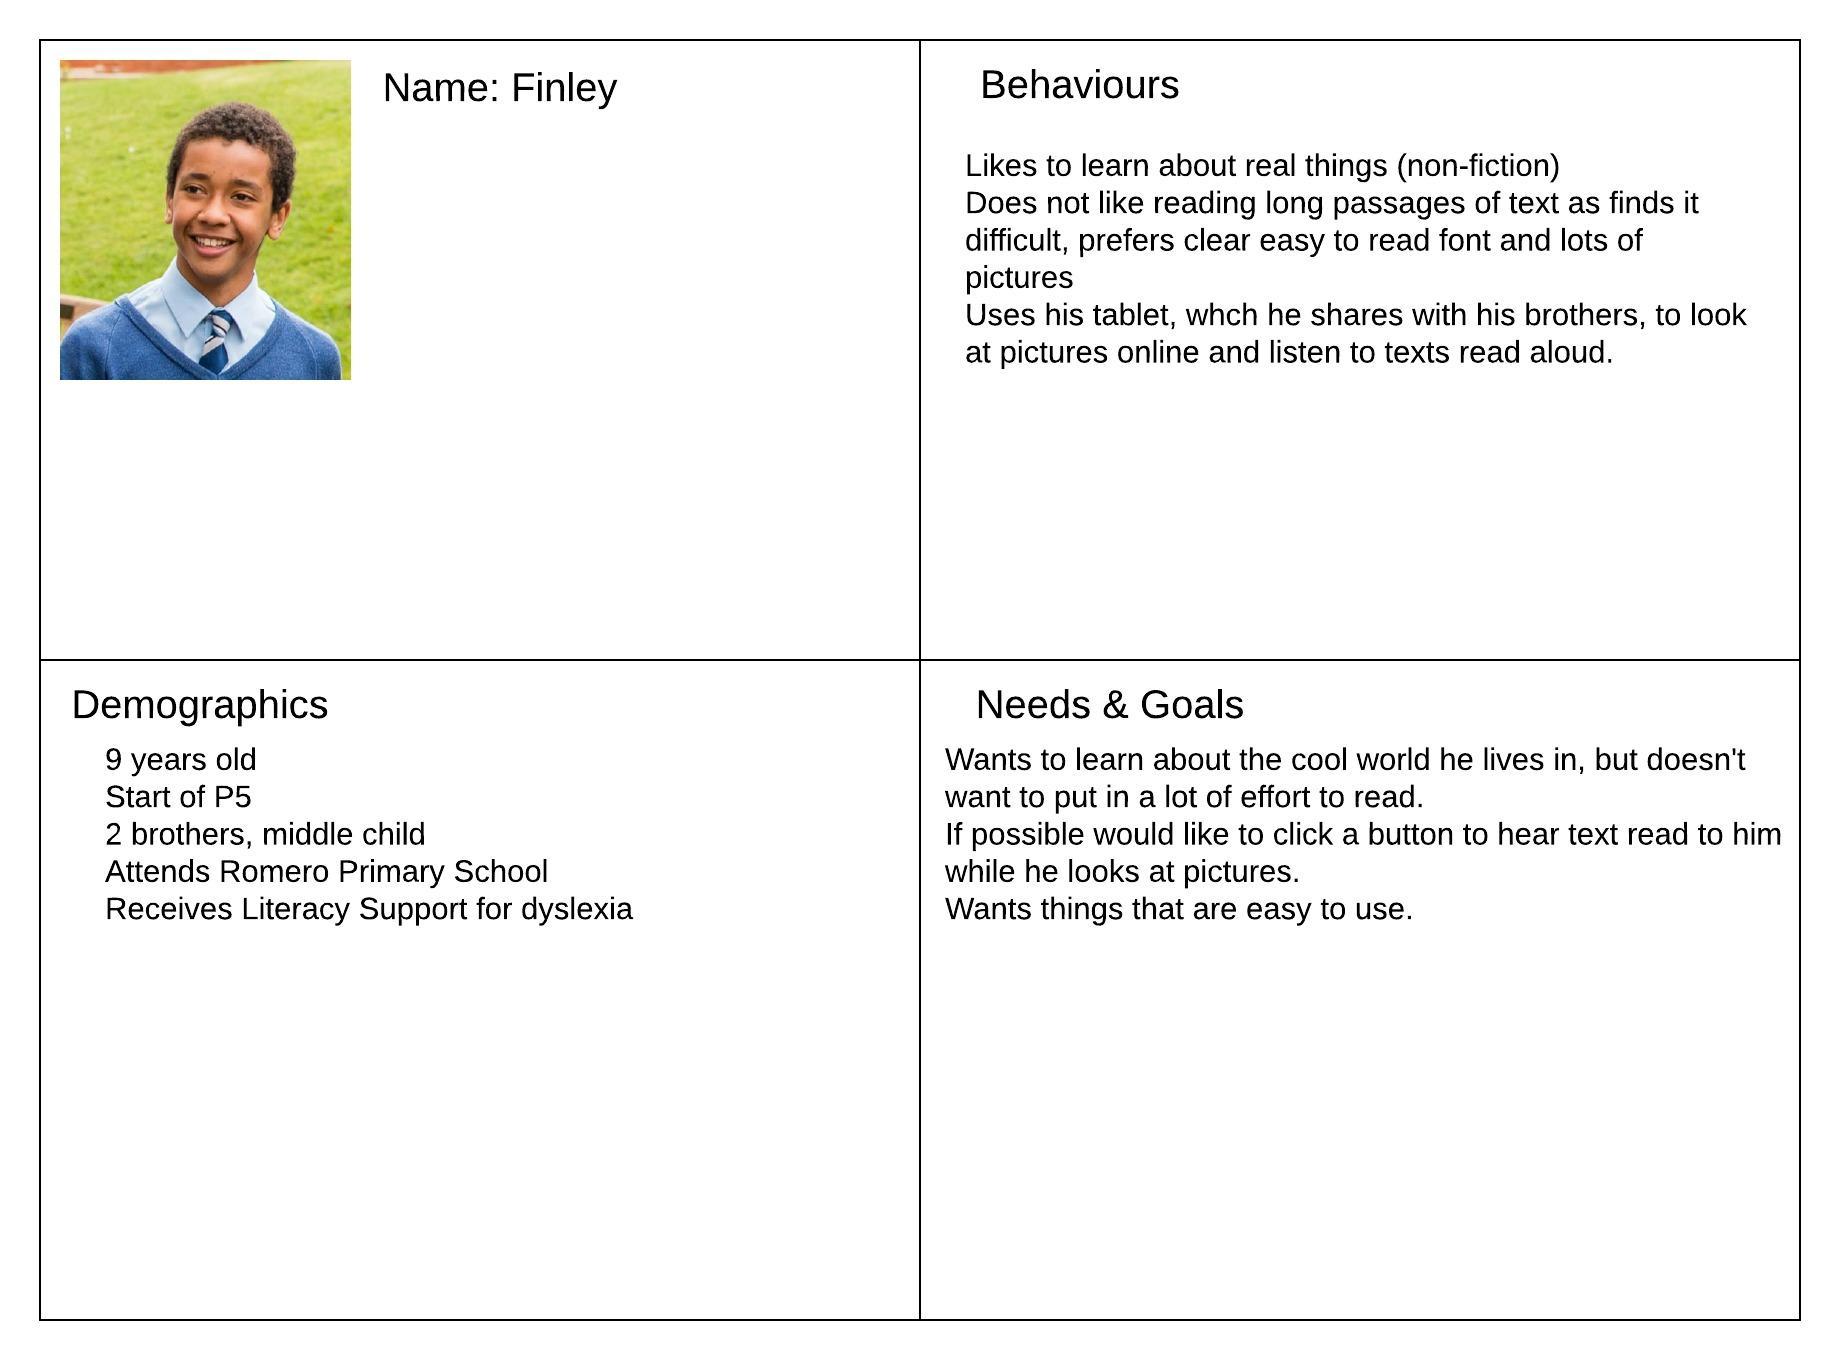 Name: Finley
Behaviours
Likes to learn about real things (non-fiction)
Does not like reading long passages of text as finds it
difficult, prefers clear easy to read font and lots of
pictures
Uses his tablet, whch he shares with his brothers, to look
at pictures online and listen to texts read aloud.
Demographics
9 years old
Start of P5
2 brothers, middle child
Attends Romero Primary School
Receives Literacy Support for dyslexia
Needs & Goals
Wants to learn about the cool world he lives in, but doesn't
want to put in a lot of effort to read.
If possible would like to click a button to hear text read to him
while he looks at pictures.
Wants things that are easy to use.